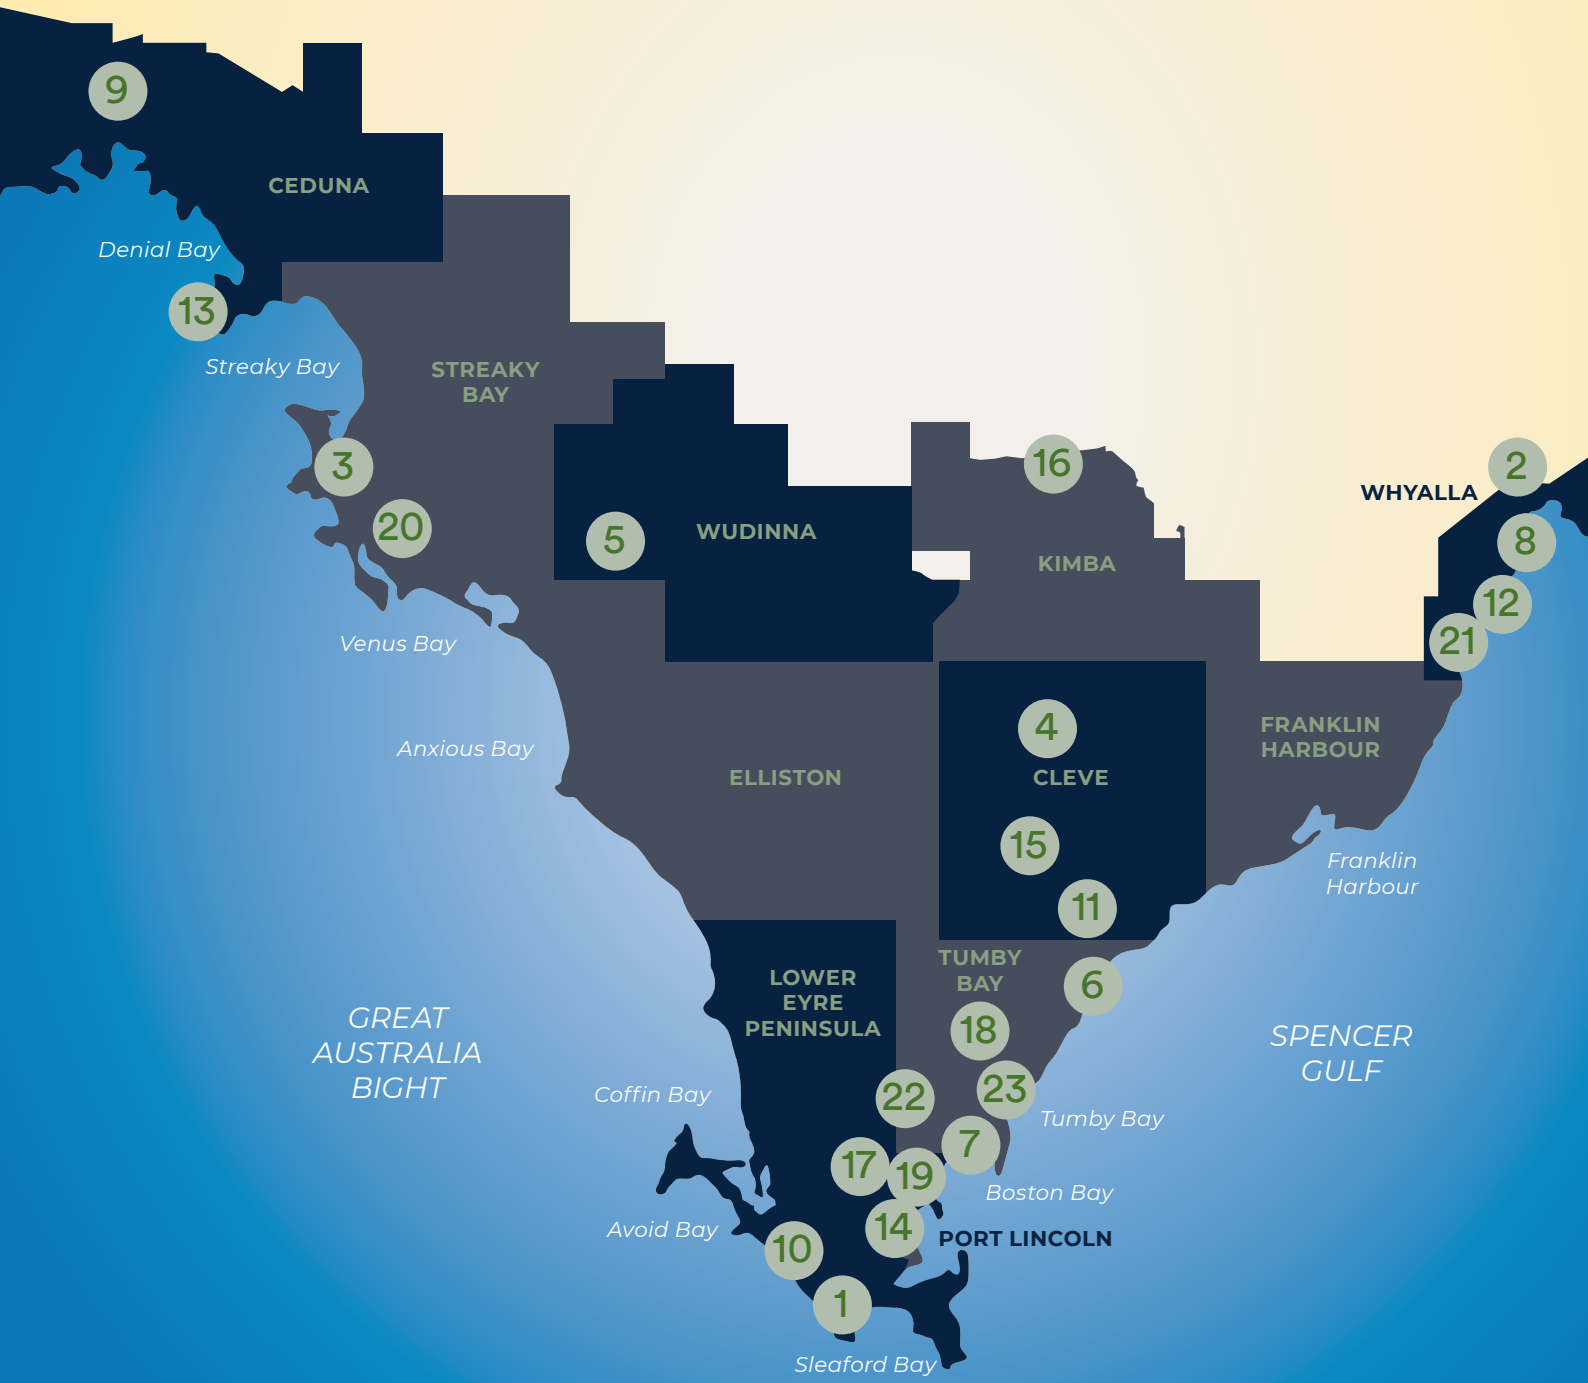 9
CEDUNA
Denial Bay
13
Streaky Bay
STREAKY
BAY
3
20
5
WUDINNA
16
KIMBA
2
WHYALLA
8
12
21
Venus Bay
Anxious Bay
ELLISTON
4
CLEVE
15
11
FRANKLIN
HARBOUR
Franklin
Harbour
LOWER
EYRE
PENINSULA
TUMBY
BAY
6
18
GREAT
AUSTRALIA
BIGHT
SPENCER
GULF
Coffin Bay
22
23
Tumby Bay
7
17
19
Boston Bay
Avoid Bay
14
PORT LINCOLN
10
1
Sleaford Bay